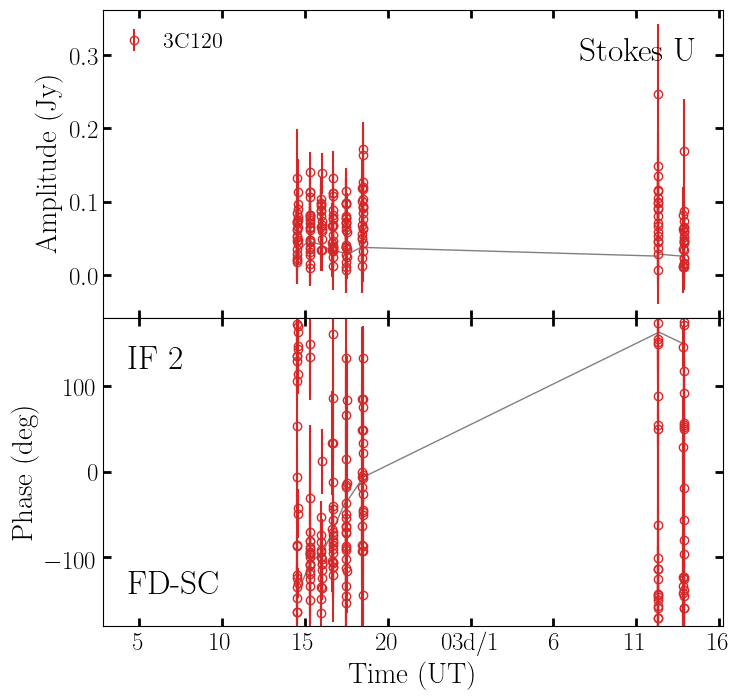 3C120
Stokes U
Amplitude (Jy)
0.3
0.2
0.1
0.0
IF 2
FD-SC
Phase (deg)
100
0
−100
5 10 15 20 03d/1 6 11 16
Time (UT)